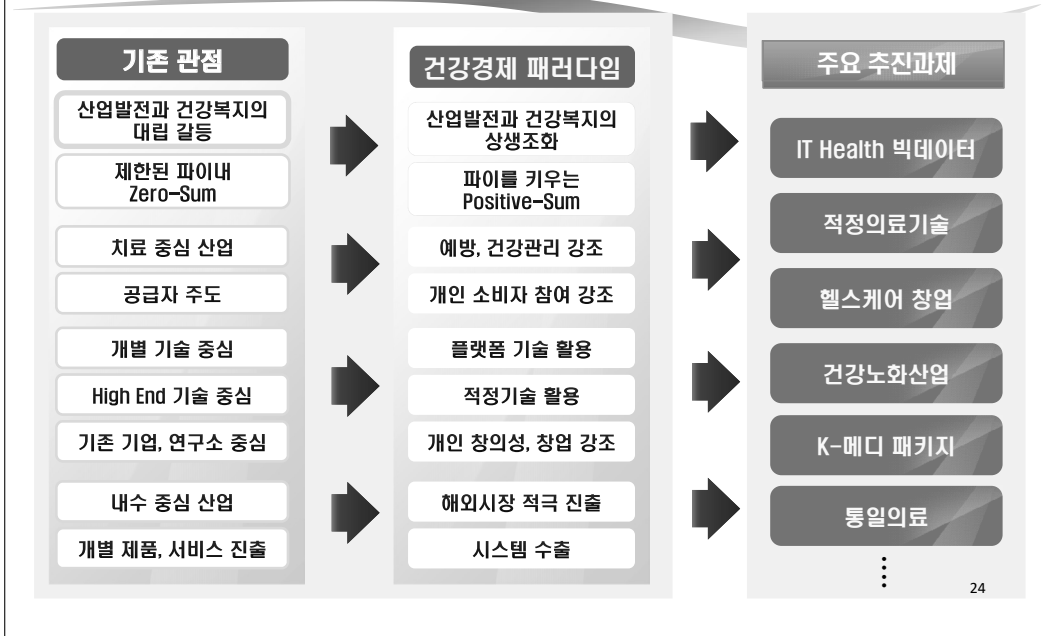 기존 관점
산업발전과 건강복지의
대립 갈등
제한된 파이내
Zero-Sum
치료 중심 산업
공급자 주도
개별 기술 중심
High End 기술 중심
기존 기업, 연구소 중심
내수 중심 산업
개별 제품, 서비스 진출
건강경제 패러다임
산업발전과 건강복지의
상생조화
파이를 키우는
Positive-Sum
예방, 건강관리 강조
개인 소비자 참여 강조
플랫폼 기술 활용
적정기술 활용
개인 창의성, 창업 강조
해외시장 적극 진출
시스템 수출
주요 추진과제
IT Health 빅데이터
적정의료기술
헬스케어 창업
건강노화산업
K-메디 패키지
통일의료
24